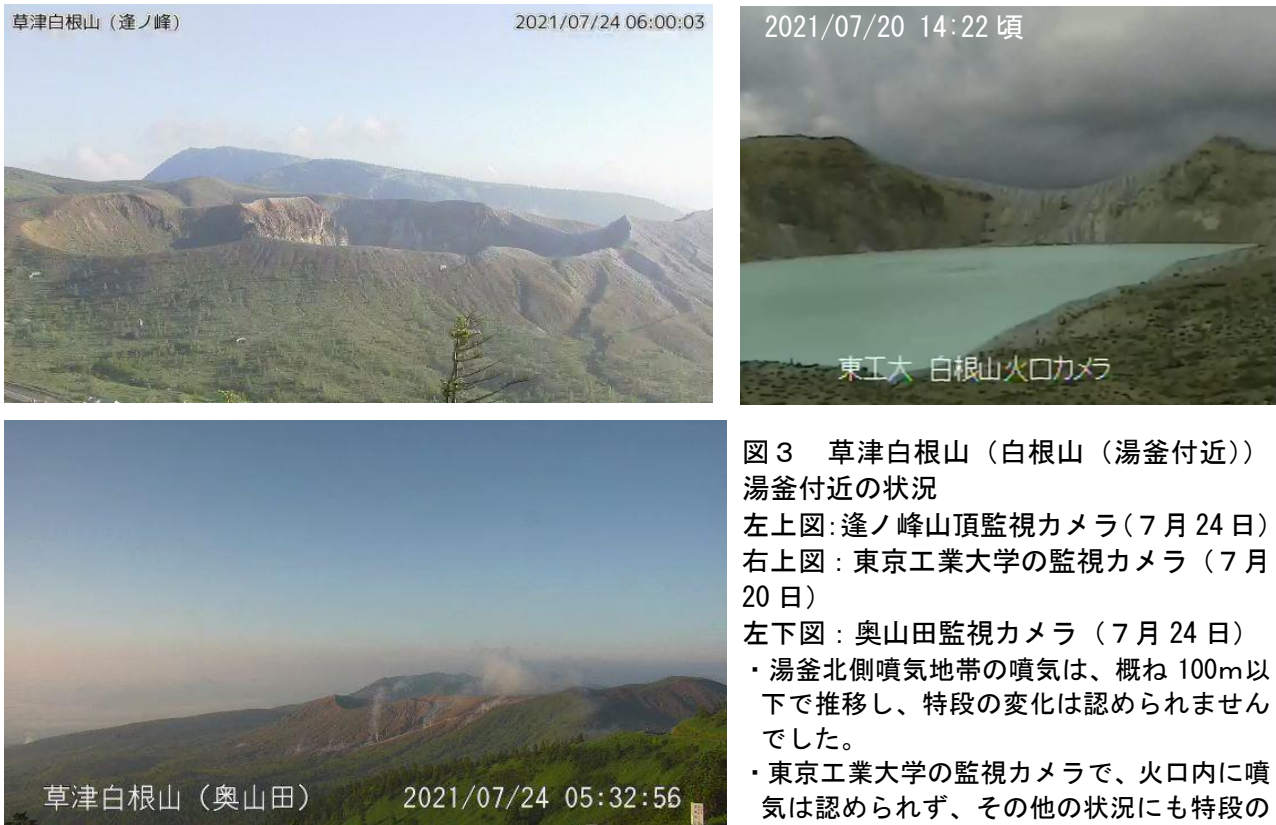 草津白根山（逢ノ峰）
2021/07/24 06:00:03
2021/07/20 14:22 頃
東工大 白根山火口カメラ
草津白根山（奥山田）
2021/07/24 05:32:56
図３　草津白根山（白根山（湯釜付近））
湯釜付近の状況
左上図：逢ノ峰山頂監視カメラ（７月 24 日）
右上図：東京工業大学の監視カメラ（７月
20 日）
左下図：奥山田監視カメラ（７月 24 日）
・湯釜北側噴気地帯の噴気は、概ね 100ｍ以
下で推移し、特段の変化は認められません
でした。
・東京工業大学の監視カメラで、火口内に噴
気は認められず、その他の状況にも特段の